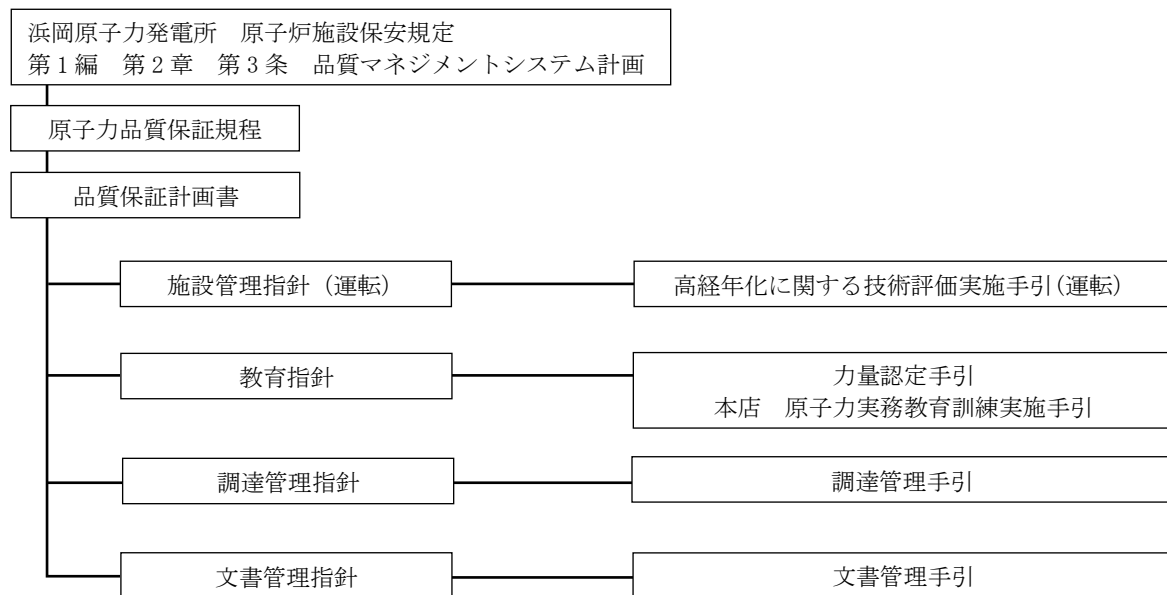 浜岡原子力発電所　原子炉施設保安規定
第１編　第２章　第３条　品質マネジメントシステム計画
原子力品質保証規程
品質保証計画書
施設管理指針（運転）
高経年化に関する技術評価実施手引(運転)
教育指針
力量認定手引
本店　原子力実務教育訓練実施手引
調達管理指針
調達管理手引
文書管理指針
文書管理手引